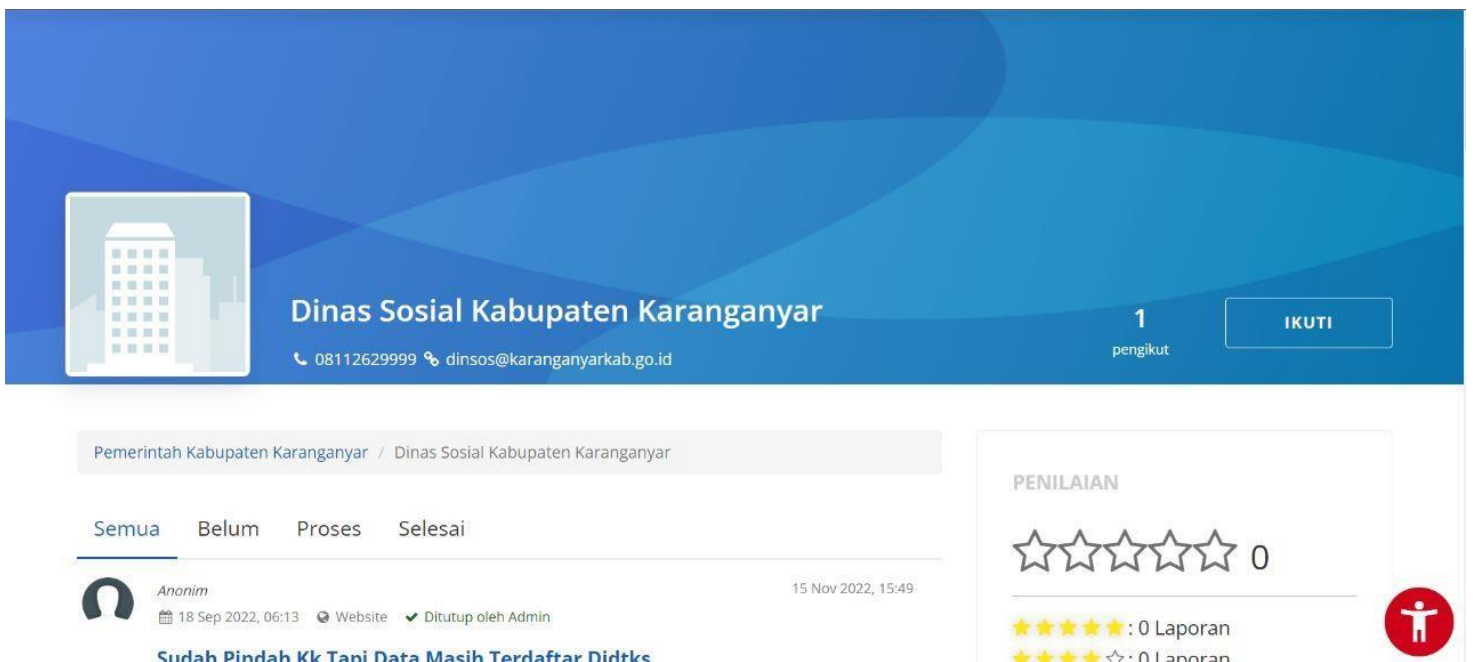 Dinas Sosial Kabupaten Karanganyar
08112629999 dinsos@karanganyarkab.go.id
1
pengikut
IKUTI
Pemerintah Kabupaten Karanganyar / Dinas Sosial Kabupaten Karanganyar
Semua Belum Proses Selesai
Anonim
15 Nov 2022, 15:49
18 Sep 2022, 06:13 Website Ditutup oleh Admin
Sudah Pindah Kk Tapi Data Masih Terdaftar Didtks
PENILAIAN
0
: 0 Laporan
: 0 Laporan